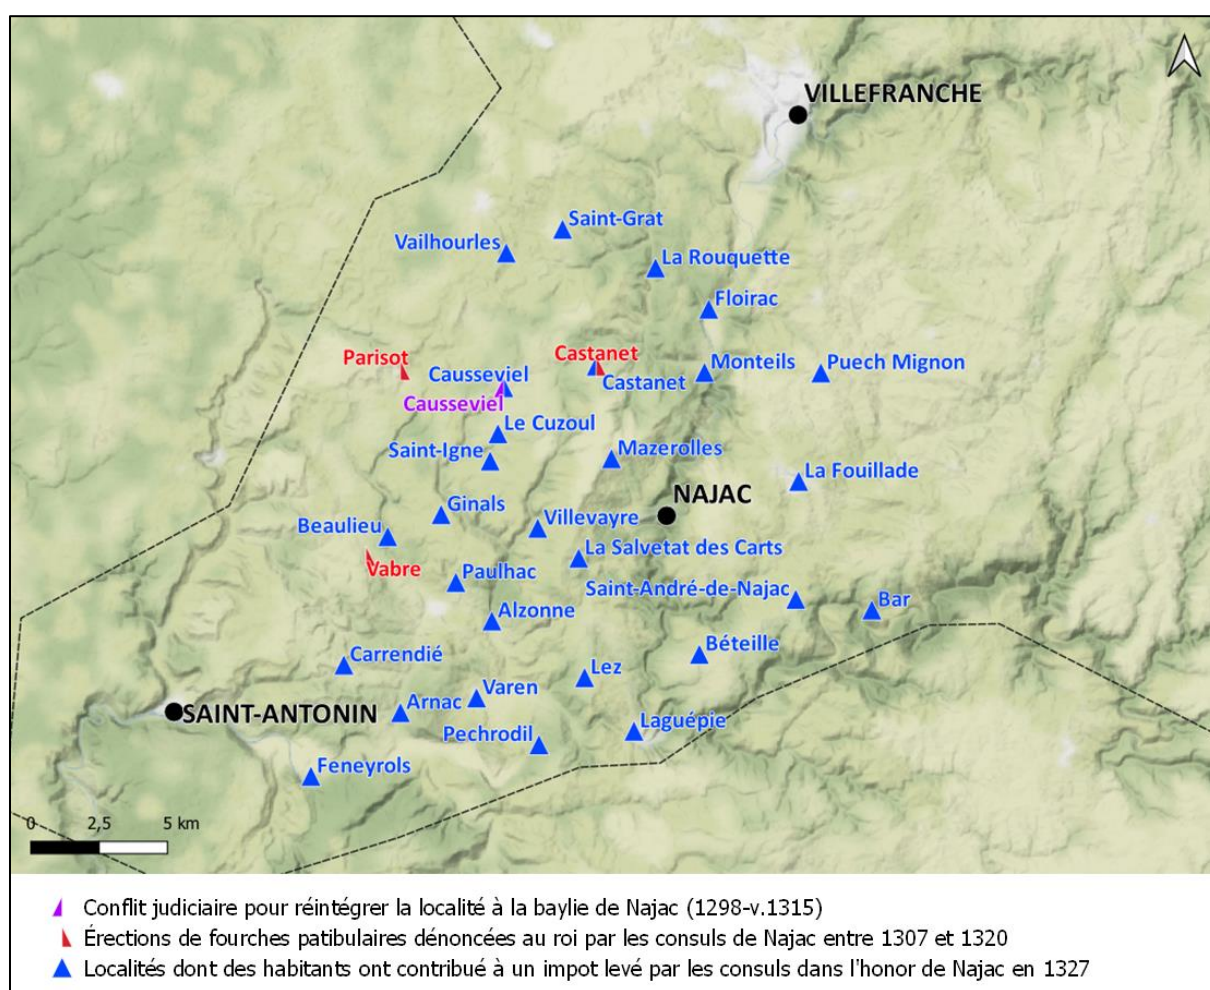 VILLEFRANCHE
Saint-Grat
Vailhourles
La Rouquette
Floirac
Parisot
Castanet
Causseviel
Castanet
Monteils
Puech Mignon
Causseviel
Le Cuzoul
Saint-Igne
Mazerolles
La Fouillade
NAJAC
Ginals
Beaulieu
Villevayre
La Salvetat des Carts
Vabre
Paulhac
Saint-André-de-Najac
Bar
Alzonne
Béteille
Carrendié
Lez
Varen
Arnac
SAINT-ANTONIN
Pechrodil
Laguépie
Feneyrols
0 2,5 5 km
Conflit judiciaire pour réintégrer la localité à la baylie de Najac (1298-v.1315)
Érections de fourches patibulaires dénoncées au roi par les consuls de Najac entre 1307 et 1320
Localités dont des habitants ont contribué à un impot levé par les consuls dans l'honor de Najac en 1327